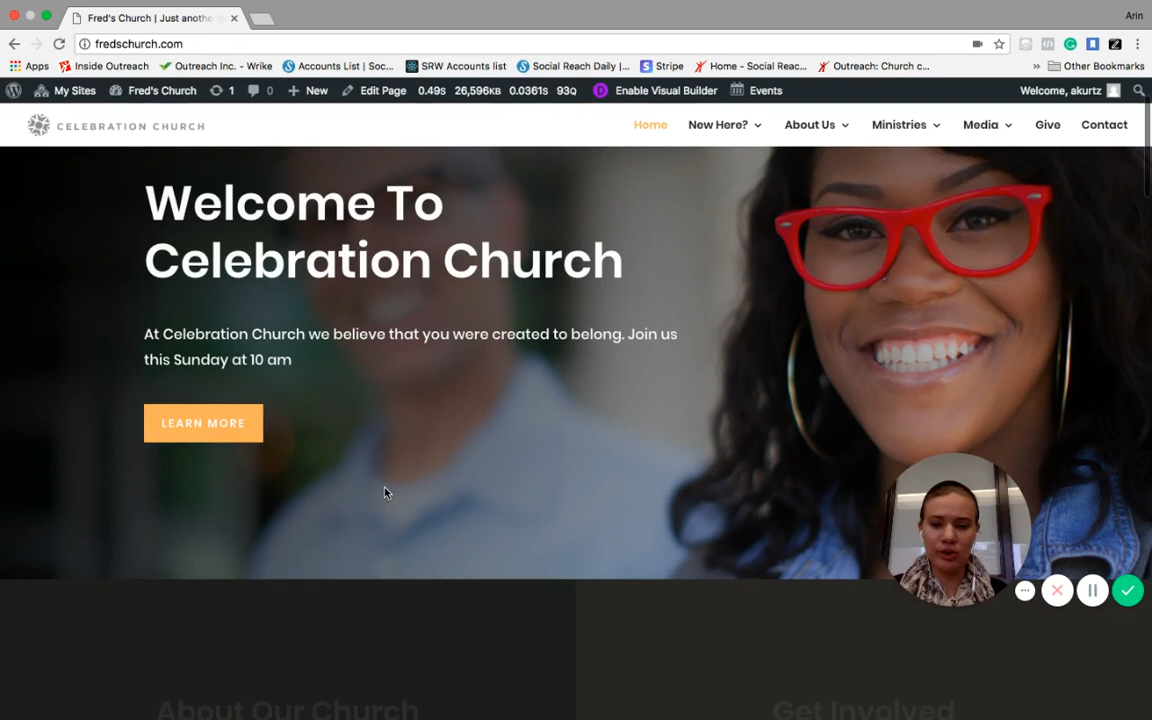 Fred's Church | Just anothe
Arin
fredschurch.com
Apps Inside Outreach Outreach Inc. - Wrike Accounts List | Soc... SRW Accounts list Social Reach Daily |... Stripe Home - Social Reac... Outreach: Church c... » Other Bookmarks
My Sites Fred's Church 1 0 New Edit Page 0.49s 26,596KB 0.0361s 93Q Enable Visual Builder Events Welcome, akurtz
CELEBRATION CHURCH Home New Here? About Us Ministries Media Give Contact
Welcome To
Celebration Church
At Celebration Church we believe that you were created to belong. Join us
this Sunday at 10 am
LEARN MORE
About Our Church Get Involved